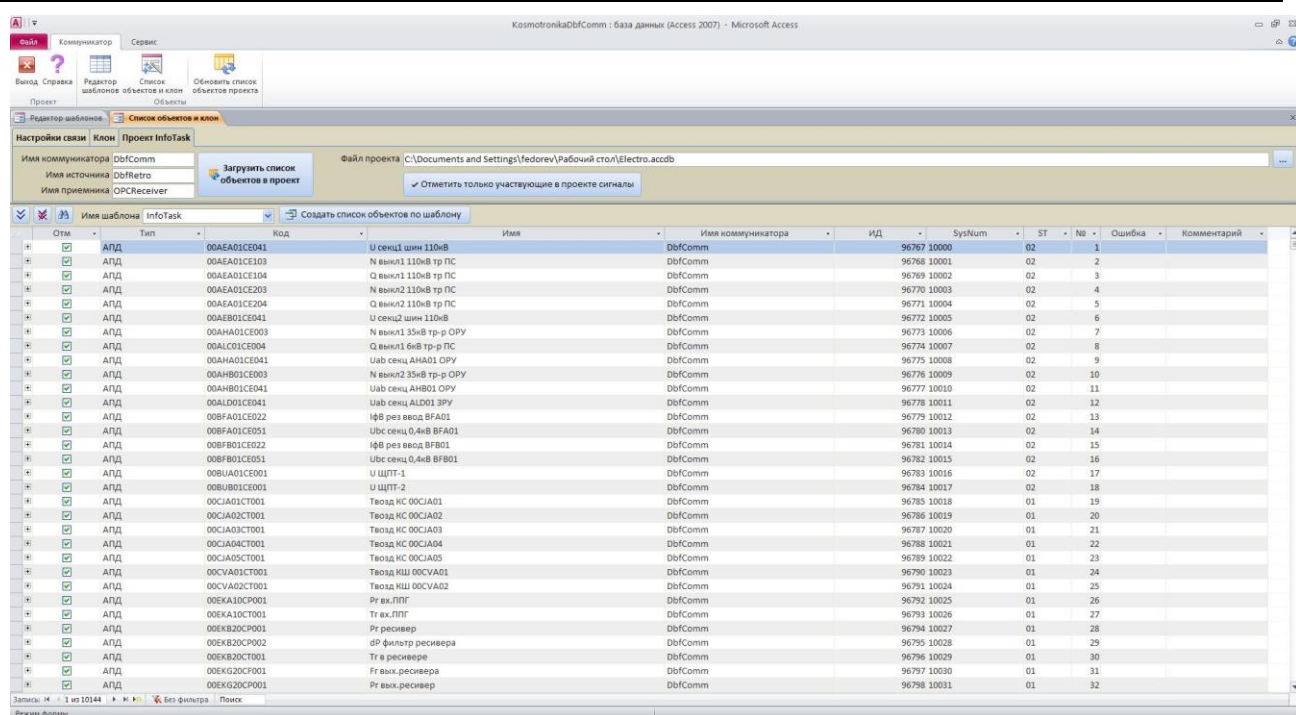 KosmotronikaDbfComm : база данных (Access 2007) - Microsoft Access
Файл Коммуникатор Сервис
Выход Справка Редактор шаблонов Список объектов и клон Обновить список объектов проекта
Проект Объекты
Редактор шаблонов Список объектов и клон
Настройки связи Клон Проект InfoTask
Имя коммуникатора DbfComm Загрузить список объектов в проект Файл проекта C:\Documents and Settings\fedorev\Рабочий стол\Electro.accdb ...
Имя источника DbfRetro
Имя приемника OPCReceiver Отметить только участвующие в проекте сигналы
Имя шаблона InfoTask Создать список объектов по шаблону
Отм Тип Код Имя Имя коммуникатора ИД SysNum ST № Ошибка Комментарий
АПД 00AEA01CE041 U секц1 шин 110кВ DbfComm 96767 10000 02 1
АПД 00AEA01CE103 N выкл1 110кВ тр ПС DbfComm 96768 10001 02 2
АПД 00AEA01CE104 Q выкл1 110кВ тр ПС DbfComm 96769 10002 02 3
АПД 00AEA01CE203 N выкл2 110кВ тр ПС DbfComm 96770 10003 02 4
АПД 00AEA01CE204 Q выкл2 110кВ тр ПС DbfComm 96771 10004 02 5
АПД 00AEB01CE041 U секц2 шин 110кВ DbfComm 96772 10005 02 6
АПД 00AHA01CE003 N выкл1 35кВ тр-р ОРУ DbfComm 96773 10006 02 7
АПД 00ALC01CE004 Q выкл1 6кВ тр-р ПС DbfComm 96774 10007 02 8
АПД 00AHA01CE041 Uab секц AHA01 ОРУ DbfComm 96775 10008 02 9
АПД 00AHB01CE003 N выкл2 35кВ тр-р ОРУ DbfComm 96776 10009 02 10
АПД 00AHB01CE041 Uab секц AHB01 ОРУ DbfComm 96777 10010 02 11
АПД 00ALD01CE041 Uab секц ALD01 ЗРУ DbfComm 96778 10011 02 12
АПД 00BFA01CE022 IфВ рез ввод BFA01 DbfComm 96779 10012 02 13
АПД 00BFA01CE051 Ubc секц 0,4кВ BFA01 DbfComm 96780 10013 02 14
АПД 00BFB01CE022 IфВ рез ввод BFB01 DbfComm 96781 10014 02 15
АПД 00BFB01CE051 Ubc секц 0,4кВ BFB01 DbfComm 96782 10015 02 16
АПД 00BUA01CE001 U ЩПТ-1 DbfComm 96783 10016 02 17
АПД 00BUB01CE001 U ЩПТ-2 DbfComm 96784 10017 02 18
АПД 00CJA01CT001 Твозд КС 00CJA01 DbfComm 96785 10018 01 19
АПД 00CJA02CT001 Твозд КС 00CJA02 DbfComm 96786 10019 01 20
АПД 00CJA03CT001 Твозд КС 00CJA03 DbfComm 96787 10020 01 21
АПД 00CJA04CT001 Твозд КС 00CJA04 DbfComm 96788 10021 01 22
АПД 00CJA05CT001 Твозд КС 00CJA05 DbfComm 96789 10022 01 23
АПД 00CVA01CT001 Твозд КШ 00CVA01 DbfComm 96790 10023 01 24
АПД 00CVA02CT001 Твозд КШ 00CVA02 DbfComm 96791 10024 01 25
АПД 00EKA10CP001 Рг вх.ППГ DbfComm 96792 10025 01 26
АПД 00EKA10CT001 Тг вх.ППГ DbfComm 96793 10026 01 27
АПД 00EKB20CP001 Рг ресивер DbfComm 96794 10027 01 28
АПД 00EKB20CP002 dP фильтр ресивера DbfComm 96795 10028 01 29
АПД 00EKB20CT001 Тг в ресивере DbfComm 96796 10029 01 30
АПД 00EKG20CF001 Fг вых.ресивера DbfComm 96797 10030 01 31
АПД 00EKG20CP001 Рг вых.ресивер DbfComm 96798 10031 01 32
Запись: 1 из 10144 Без фильтра Поиск
Режим формы